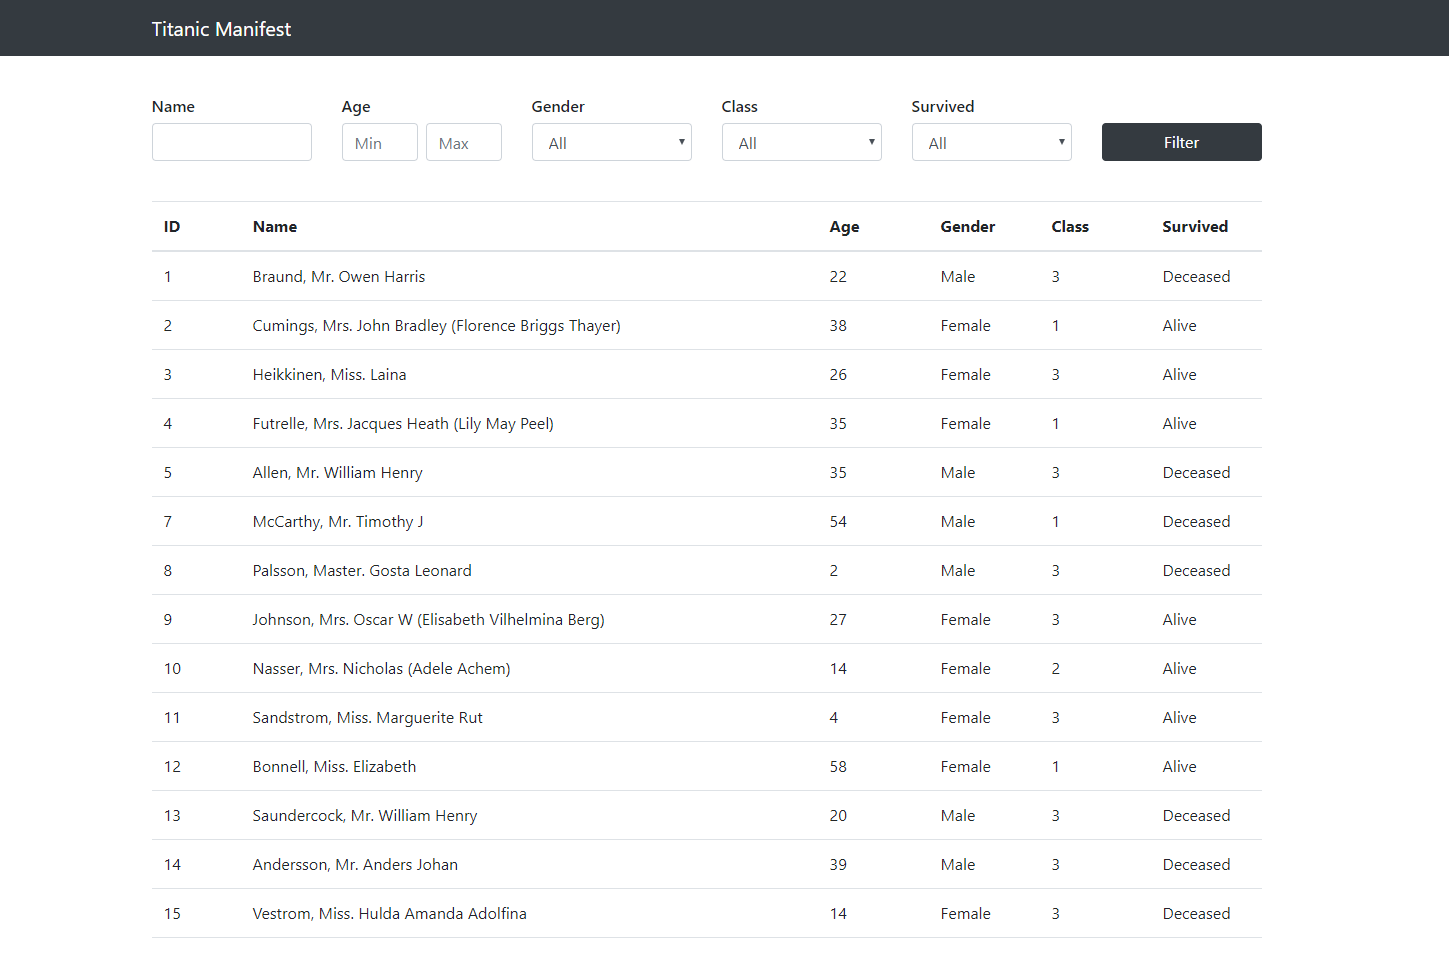 Titanic Manifest
Name Age Gender Class Survived
Min Max All All All Filter
ID Name Age Gender Class Survived
1 Braund, Mr. Owen Harris 22 Male 3 Deceased
2 Cumings, Mrs. John Bradley (Florence Briggs Thayer) 38 Female 1 Alive
3 Heikkinen, Miss. Laina 26 Female 3 Alive
4 Futrelle, Mrs. Jacques Heath (Lily May Peel) 35 Female 1 Alive
5 Allen, Mr. William Henry 35 Male 3 Deceased
7 McCarthy, Mr. Timothy J 54 Male 1 Deceased
8 Palsson, Master. Gosta Leonard 2 Male 3 Deceased
9 Johnson, Mrs. Oscar W (Elisabeth Vilhelmina Berg) 27 Female 3 Alive
10 Nasser, Mrs. Nicholas (Adele Achem) 14 Female 2 Alive
11 Sandstrom, Miss. Marguerite Rut 4 Female 3 Alive
12 Bonnell, Miss. Elizabeth 58 Female 1 Alive
13 Saundercock, Mr. William Henry 20 Male 3 Deceased
14 Andersson, Mr. Anders Johan 39 Male 3 Deceased
15 Vestrom, Miss. Hulda Amanda Adolfina 14 Female 3 Deceased